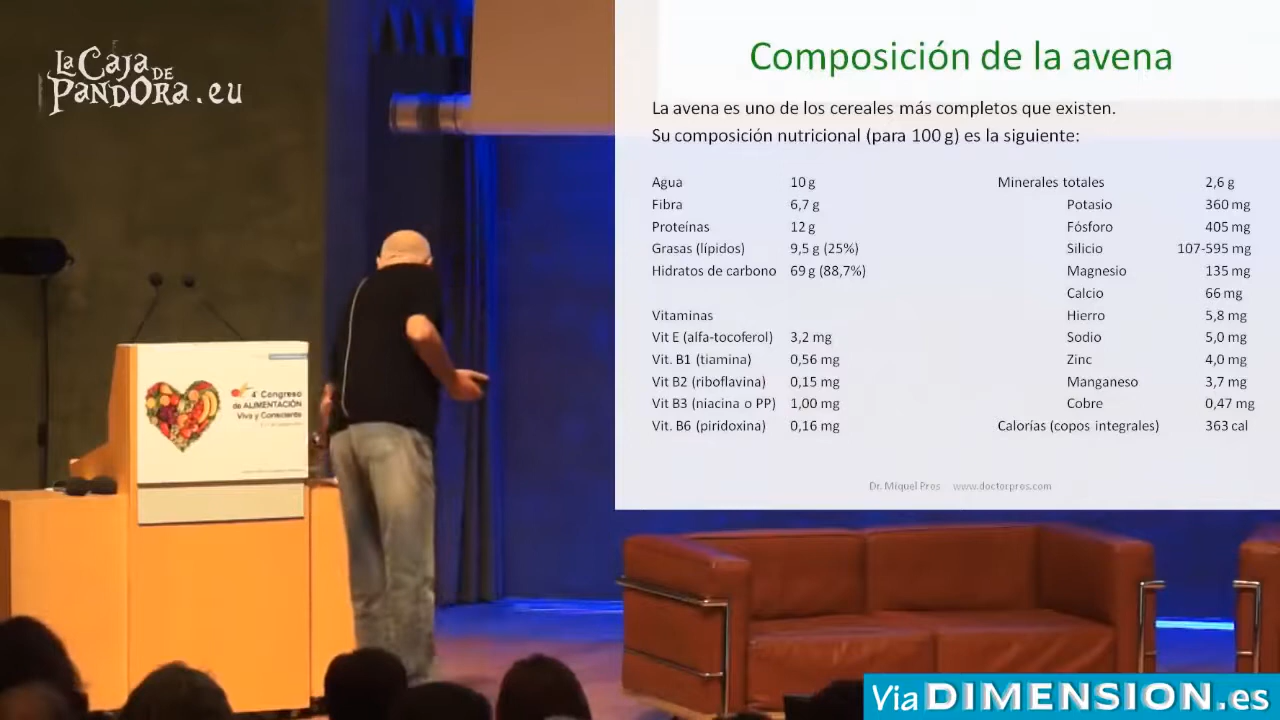 La Caja
DE
PANDORA.eu
Composición de la avena
La avena es uno de los cereales más completos que existen.
Su composición nutricional (para 100 g) es la siguiente:
Agua 10 g
Fibra 6,7 g
Proteínas 12 g
Grasas (lípidos) 9,5 g (25%)
Hidratos de carbono 69 g (88,7%)
Vitaminas
Vit E (alfa-tocoferol) 3,2 mg
Vit. B1 (tiamina) 0,56 mg
Vit B2 (riboflavina) 0,15 mg
Vit B3 (niacina o PP) 1,00 mg
Vit. B6 (piridoxina) 0,16 mg
Minerales totales 2,6 g
Potasio 360 mg
Fósforo 405 mg
Silicio 107-595 mg
Magnesio 135 mg
Calcio 66 mg
Hierro 5,8 mg
Sodio 5,0 mg
Zinc 4,0 mg
Manganeso 3,7 mg
Cobre 0,47 mg
Calorías (copos integrales) 363 cal
Dr. Miquel Pros www.doctorpros.com
4 Congreso
de ALIMENTACIÓN
Viva y Consciente
Via DIMENSION.es